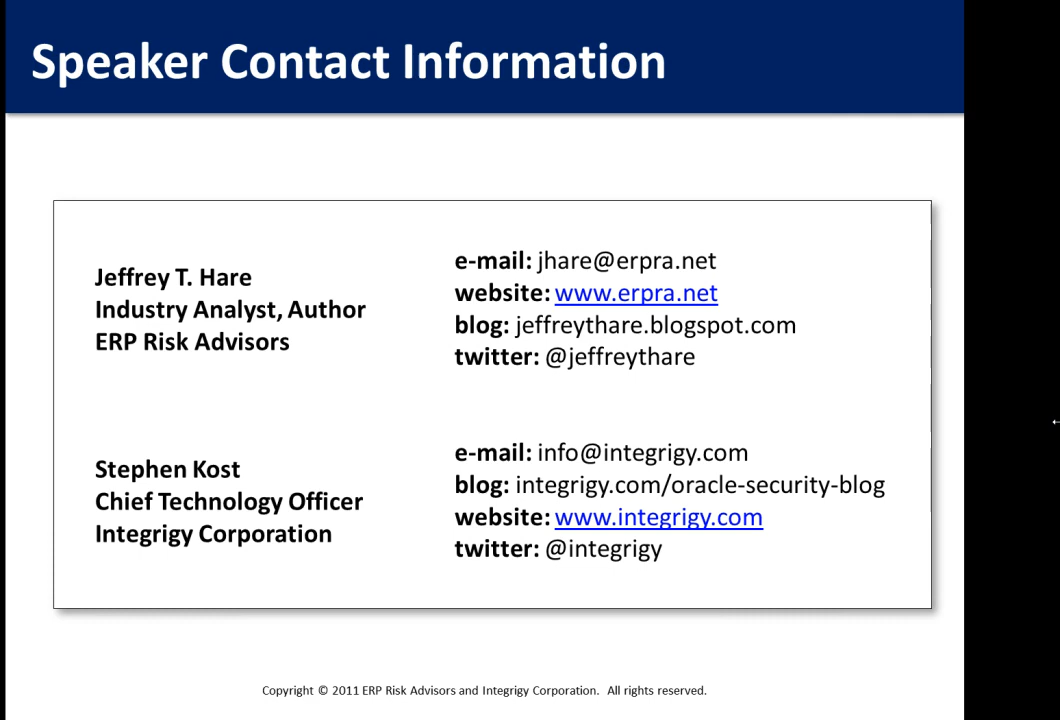 Speaker Contact Information
Jeffrey T. Hare
Industry Analyst, Author
ERP Risk Advisors
e-mail: jhare@erpra.net
website: www.erpra.net
blog: jeffreythare.blogspot.com
twitter: @jeffreythare
Stephen Kost
Chief Technology Officer
Integrigy Corporation
e-mail: info@integrigy.com
blog: integrigy.com/oracle-security-blog
website: www.integrigy.com
twitter: @integrigy
Copyright © 2011 ERP Risk Advisors and Integrigy Corporation. All rights reserved.